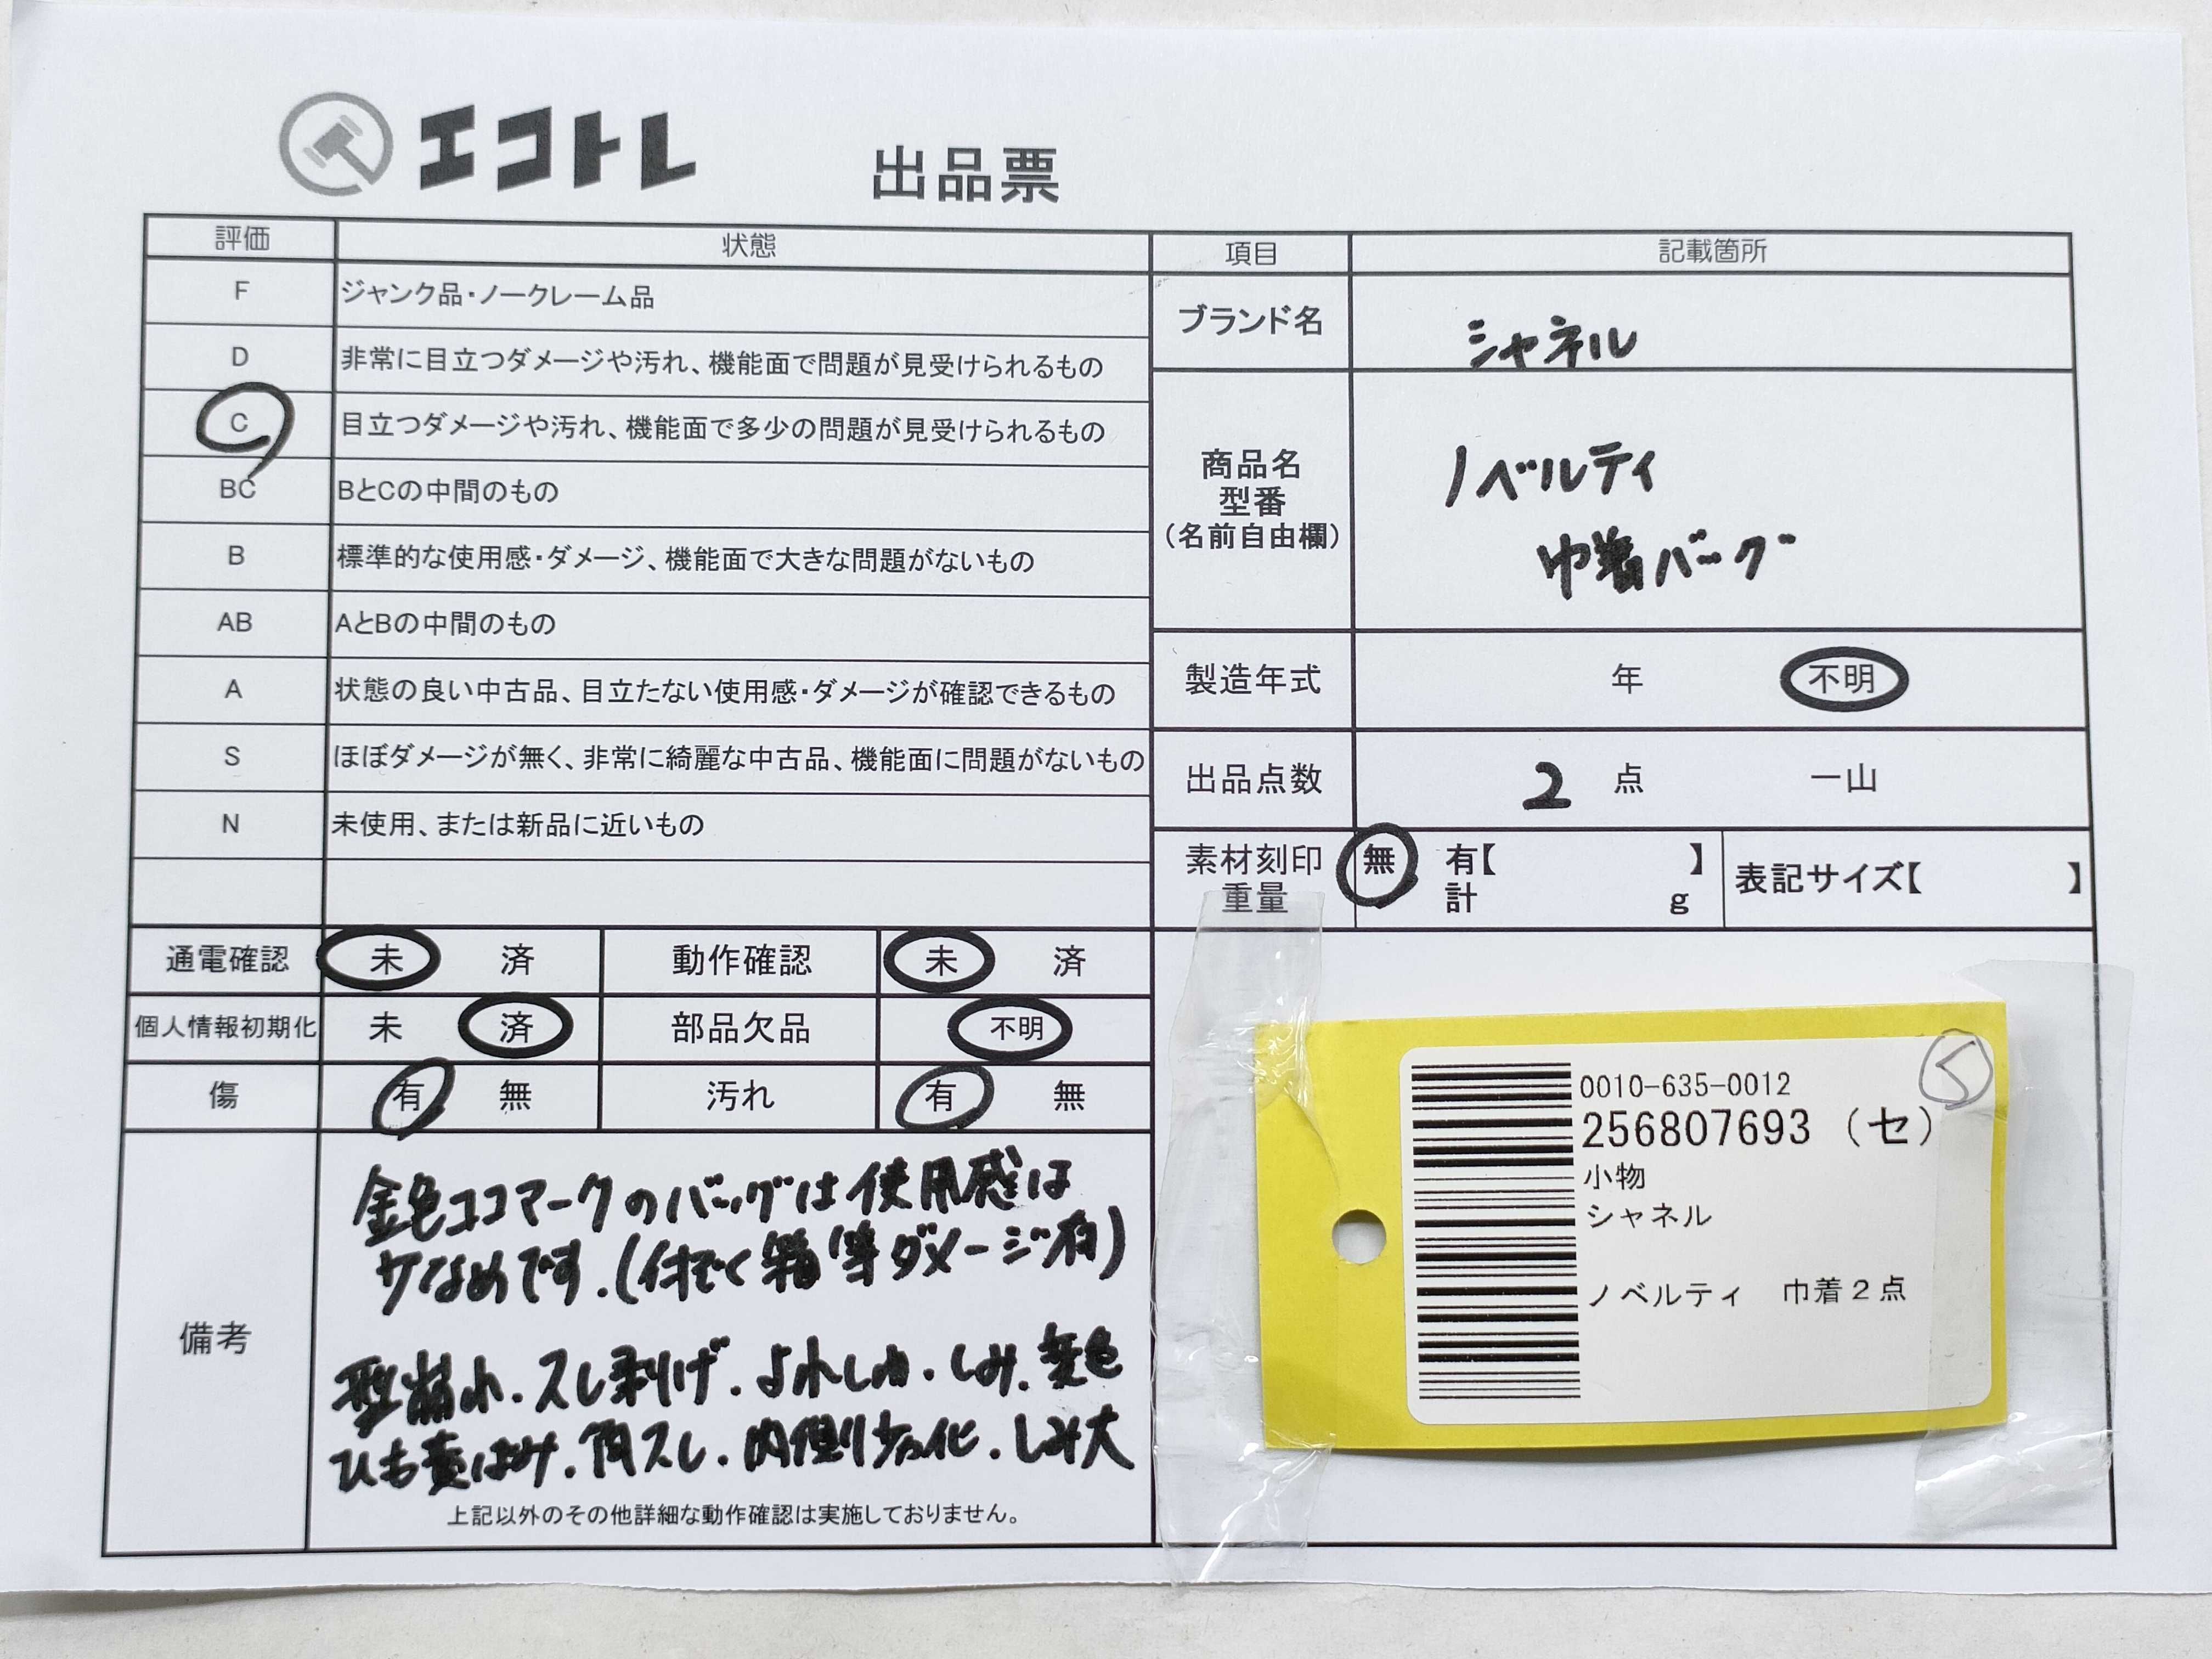 エコトレ 出品票
評価 状態
F ジャンク品・ノークレーム品
D 非常に目立つダメージや汚れ、機能面で問題が見受けられるもの
C 目立つダメージや汚れ、機能面で多少の問題が見受けられるもの
BC BとCの中間のもの
B 標準的な使用感・ダメージ、機能面で大きな問題がないもの
AB AとBの中間のもの
A 状態の良い中古品、目立たない使用感・ダメージが確認できるもの
S ほぼダメージが無く、非常に綺麗な中古品、機能面に問題がないもの
N 未使用、または新品に近いもの
項目 記載箇所
ブランド名 シャネル
商品名
型番
(名前自由欄)
ノベルティ
巾着バーグ
製造年式 年 不明
出品点数 2 点 一山
素材刻印 無 有【 】
重量 計 g
表記サイズ【 】
通電確認 未 済 動作確認 未 済
個人情報初期化 未 済 部品欠品 不明
傷 有 無 汚れ 有 無
備考
金色ココマークのバッグは使用感は
少なめです.(付ぞく箱等ダメージ有)
型崩れ.スレ剥げ.よれしわ.しみ.変色
ひも黄ばみ.角スレ.内側劣化.しみ大
上記以外のその他詳細な動作確認は実施しておりません。
0010-635-0012
256807693 (セ)
小物
シャネル
ノベルティ 巾着2点